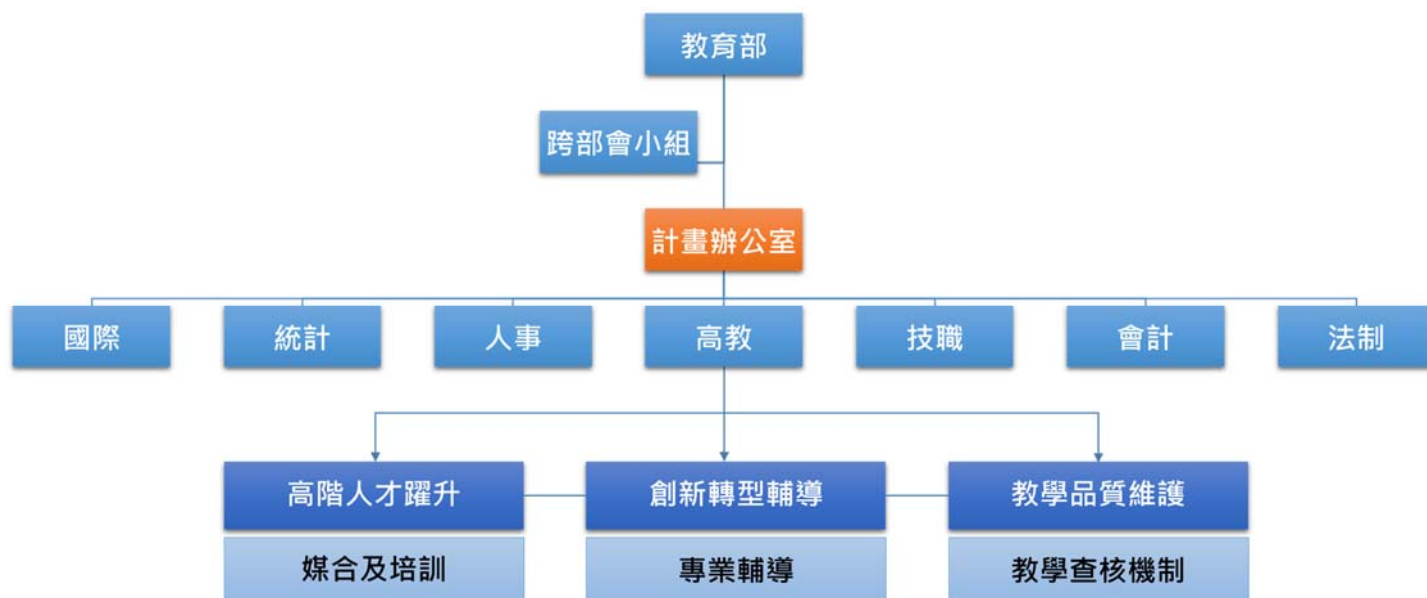 教育部
跨部會小組
計畫辦公室
國際
統計
人事
高教
技職
會計
法制
高階人才躍升
創新轉型輔導
教學品質維護
媒合及培訓
專業輔導
教學查核機制